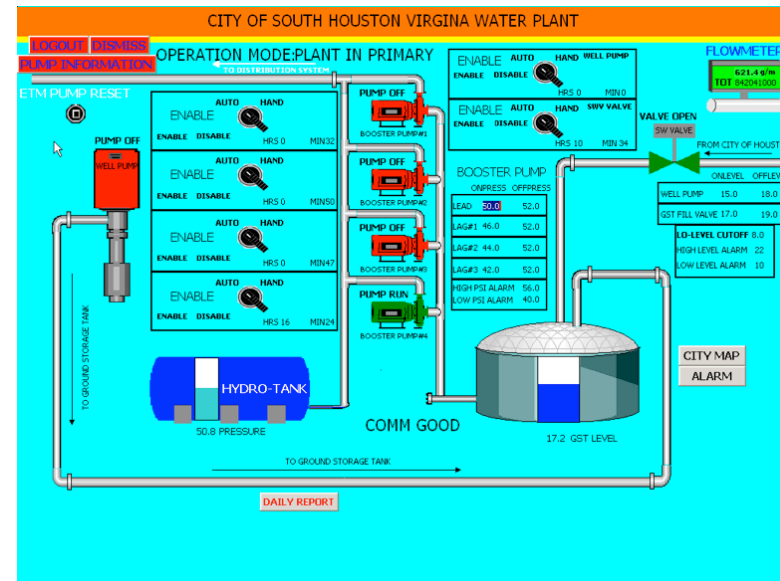 CITY OF SOUTH HOUSTON VIRGINA WATER PLANT
LOGOUT DISMISS
PUMP INFORMATION
OPERATION MODE:PLANT IN PRIMARY
TO DISTRIBUTION SYSTEM
ETM PUMP RESET
PUMP OFF
WELL PUMP
TO GROUND STORAGE TANK
AUTO HAND
ENABLE
ENABLE DISABLE
HRS 0 MIN32
AUTO HAND
ENABLE
ENABLE DISABLE
HRS 0 MIN50
AUTO HAND
ENABLE
ENABLE DISABLE
HRS 0 MIN47
AUTO HAND
ENABLE
ENABLE DISABLE
HRS 16 MIN24
PUMP OFF
BOOSTER PUMP#1
PUMP OFF
BOOSTER PUMP#2
PUMP OFF
BOOSTER PUMP#3
PUMP RUN
BOOSTER PUMP#4
ENABLE AUTO HAND WELL PUMP
ENABLE DISABLE
HRS 0 MIN0
ENABLE AUTO HAND SWV VALVE
ENABLE DISABLE
HRS 10 MIN 34
FLOWMETER
621.4 g/m
TOT 842041000
VALVE OPEN
SW VALVE
FROM CITY OF HOUST
BOOSTER PUMP
ONPRESS OFFPRESS
LEAD 50.0 52.0
LAG#1 46.0 52.0
LAG#2 44.0 52.0
LAG#3 42.0 52.0
HIGH PSI ALARM 56.0
LOW PSI ALARM 40.0
ONLEVEL OFFLEV
WELL PUMP 15.0 18.0
GST FILL VALVE 17.0 19.0
LO-LEVEL CUTOFF 8.0
HIGH LEVEL ALARM 22
LOW LEVEL ALARM 10
CITY MAP
ALARM
HYDRO-TANK
50.8 PRESSURE
COMM GOOD
17.2 GST LEVEL
TO GROUND STORAGE TANK
DAILY REPORT